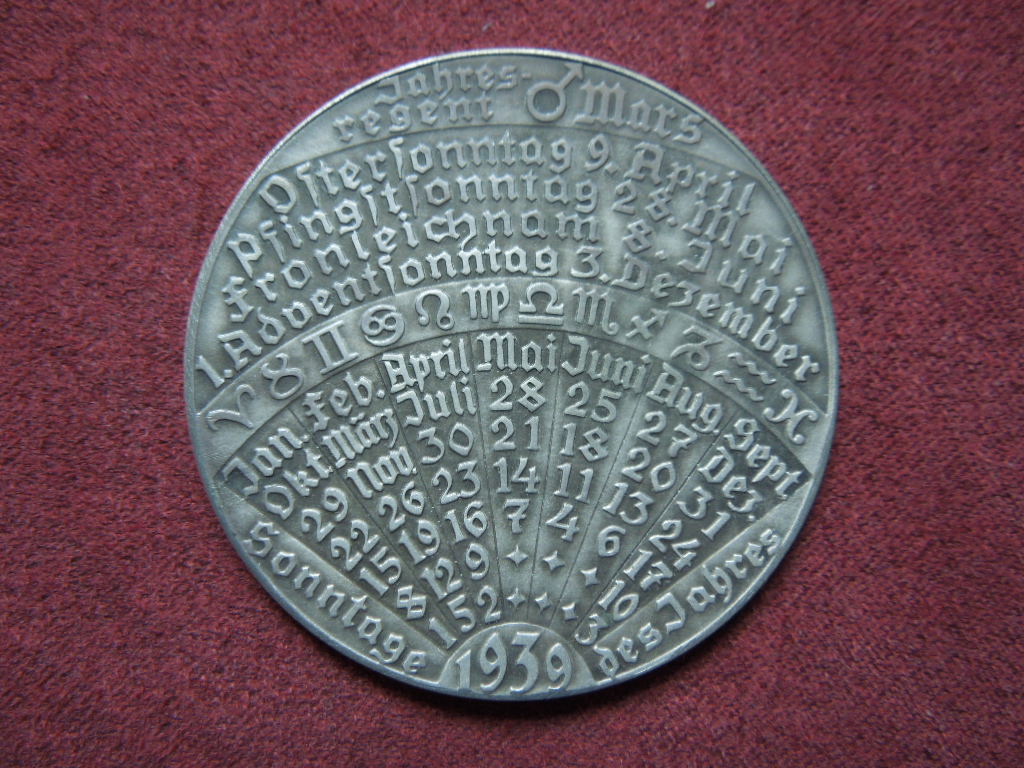 Jahres-
regent ♂ Mars
Ostersonntag 9. April
Pfingstsonntag 28. Mai
Fronleichnam 8. Juni
1. Adventsonntag 3. Dezember
♈ ♉ ♊ ♋ ♌ ♍ ♎ ♏ ♐ ♑ ♒ ♓
Jan. Feb. April Mai Juni Aug. Sept
Okt. März Juli 28 25 27 Dez.
29 Nov. 30 21 18 20 31
22 26 23 14 11 13 24
15 19 16 7 4 6 17
8 12 9 10
1 5 2 3
Sonntage 1939 des Jahres